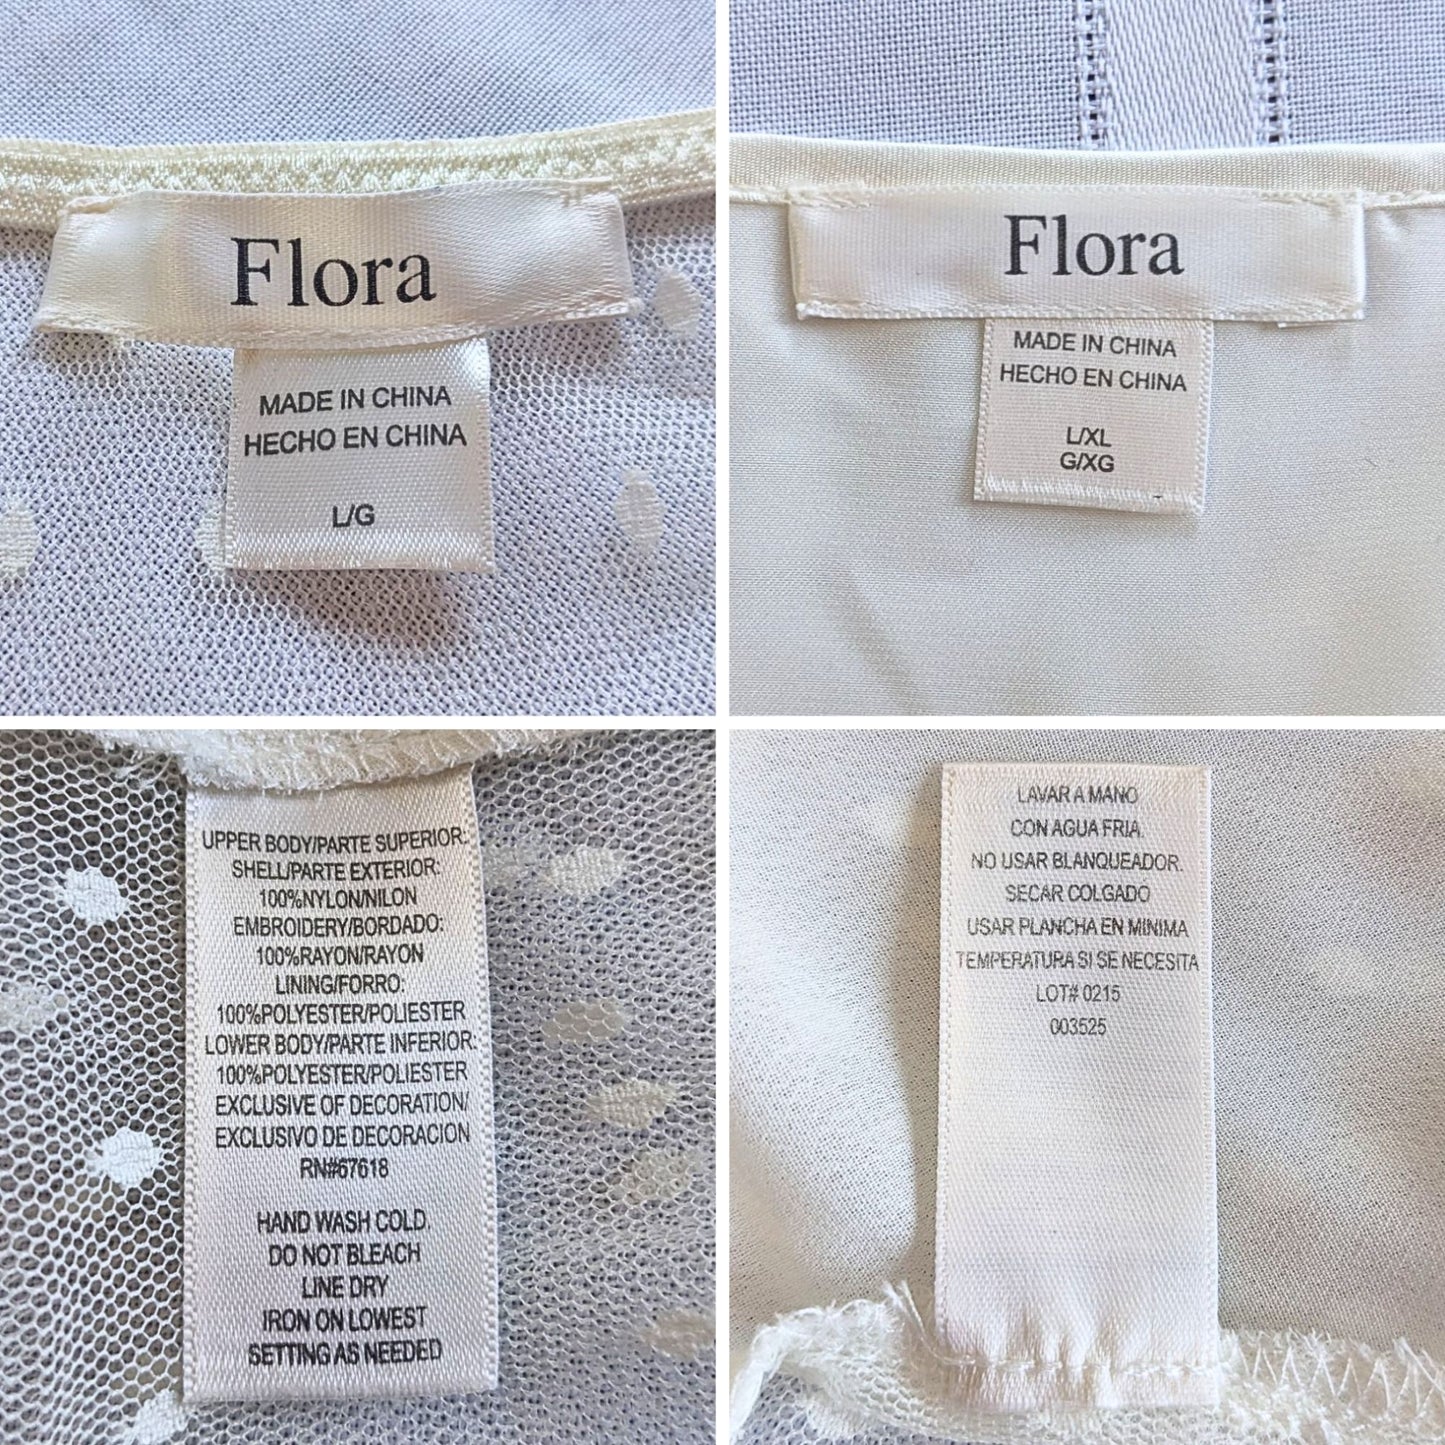 Flora
MADE IN CHINA
HECHO EN CHINA
L/G
Flora
MADE IN CHINA
HECHO EN CHINA
L/XL
G/XG
UPPER BODY/PARTE SUPERIOR:
SHELL/PARTE EXTERIOR:
100%NYLON/NILON
EMBROIDERY/BORDADO:
100%RAYON/RAYON
LINING/FORRO:
100%POLYESTER/POLIESTER
LOWER BODY/PARTE INFERIOR:
100%POLYESTER/POLIESTER
EXCLUSIVE OF DECORATION/
EXCLUSIVO DE DECORACION
RN#67618
HAND WASH COLD.
DO NOT BLEACH
LINE DRY
IRON ON LOWEST
SETTING AS NEEDED
LAVAR A MANO
CON AGUA FRIA.
NO USAR BLANQUEADOR.
SECAR COLGADO
USAR PLANCHA EN MINIMA
TEMPERATURA SI SE NECESITA
LOT# 0215
003525